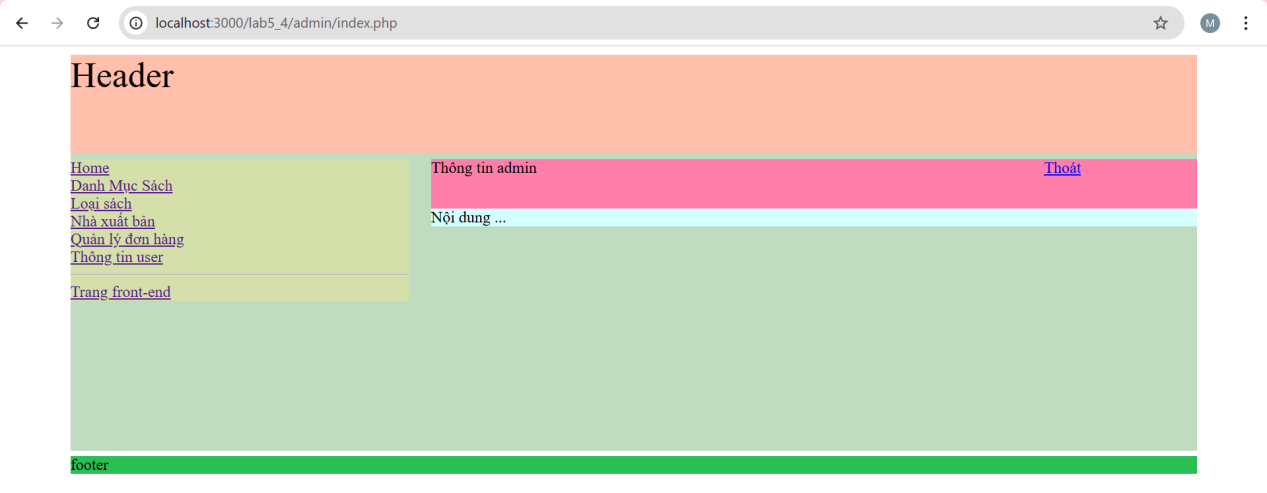 localhost:3000/lab5_4/admin/index.php
M
Header
Home
Danh Mục Sách
Loại sách
Nhà xuất bản
Quản lý đơn hàng
Thông tin user
Trang front-end
Thông tin admin Thoát
Nội dung ...
footer